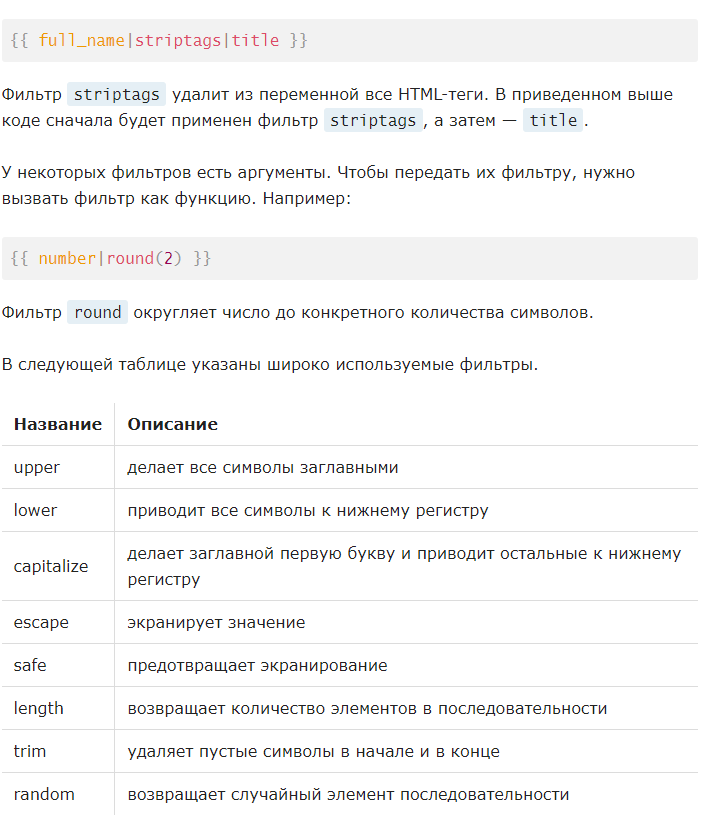 {{ full_name|striptags|title }}
Фильтр striptags удалит из переменной все HTML-теги. В приведенном выше
коде сначала будет применен фильтр striptags, а затем — title.
У некоторых фильтров есть аргументы. Чтобы передать их фильтру, нужно
вызвать фильтр как функцию. Например:
{{ number|round(2) }}
Фильтр round округляет число до конкретного количества символов.
В следующей таблице указаны широко используемые фильтры.
Название Описание
upper делает все символы заглавными
lower приводит все символы к нижнему регистру
capitalize делает заглавной первую букву и приводит остальные к нижнему
регистру
escape экранирует значение
safe предотвращает экранирование
length возвращает количество элементов в последовательности
trim удаляет пустые символы в начале и в конце
random возвращает случайный элемент последовательности